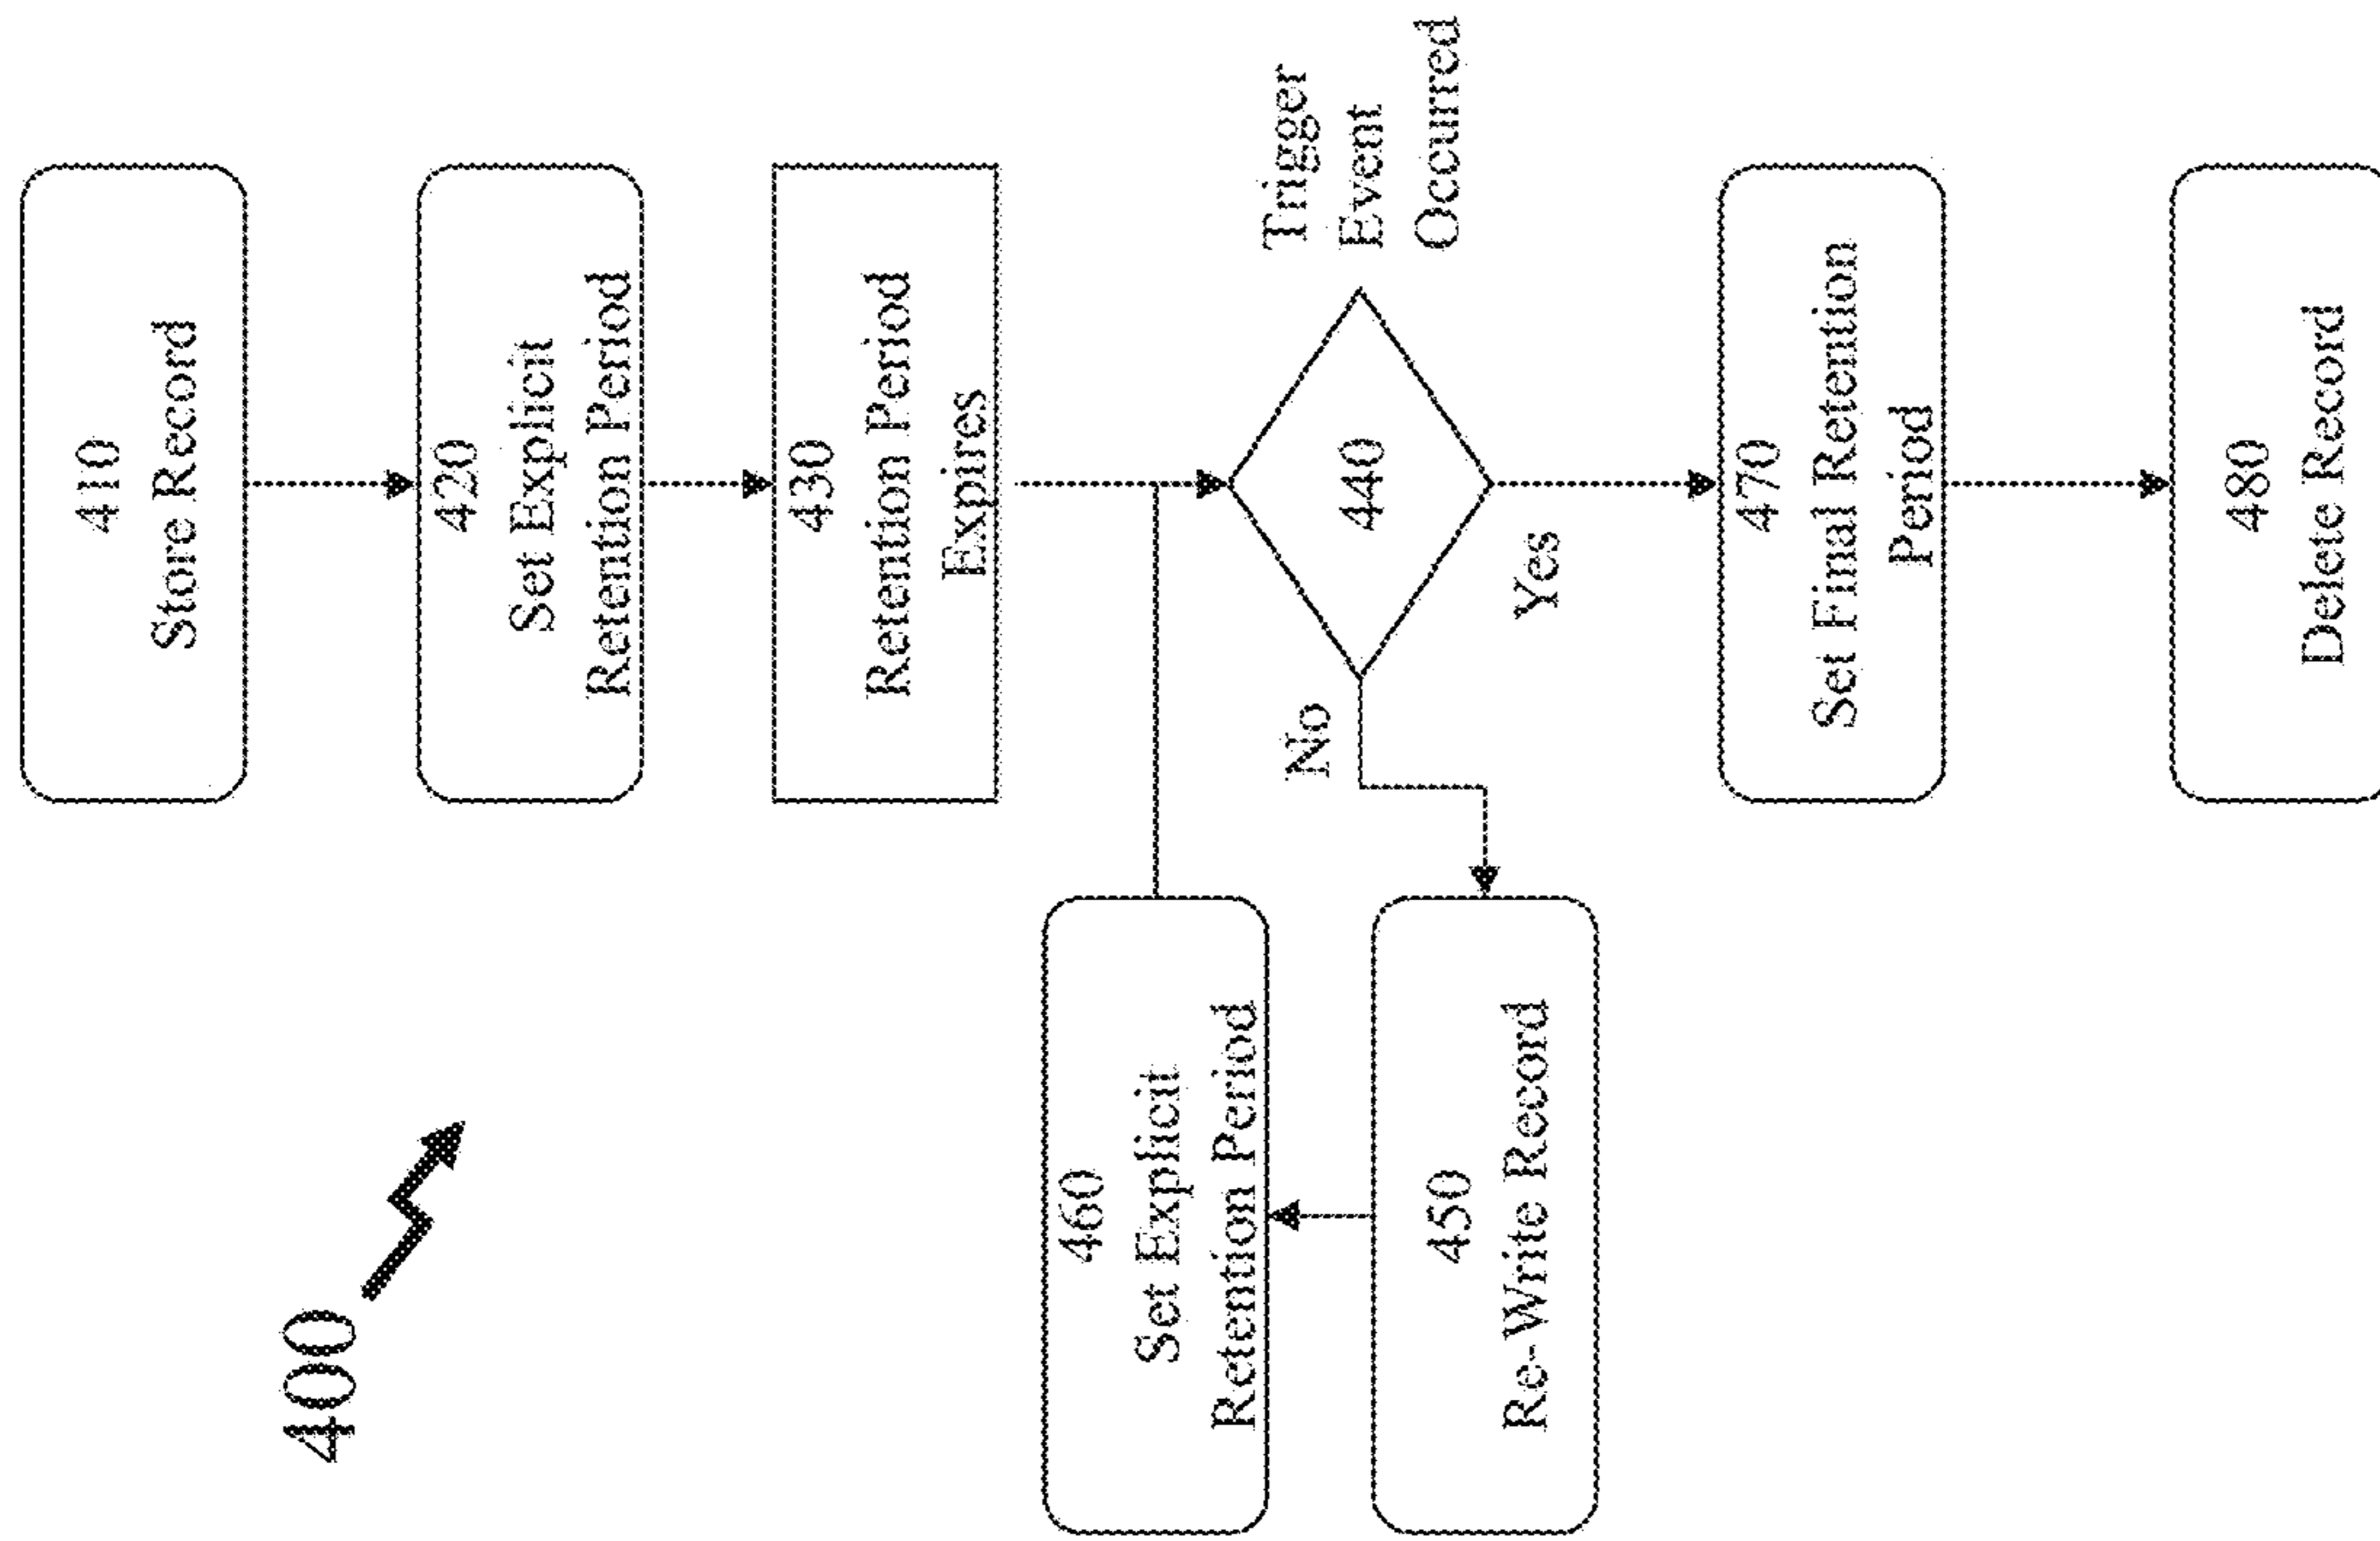 400
410
Store Record
420
Set Explicit
Retention Period
430
Retention Period
Expires
440
Trigger
Event
Occurred
No
Yes
460
Set Explicit
Retention Period
450
Re-Write Record
470
Set Final Retention
Period
480
Delete Record